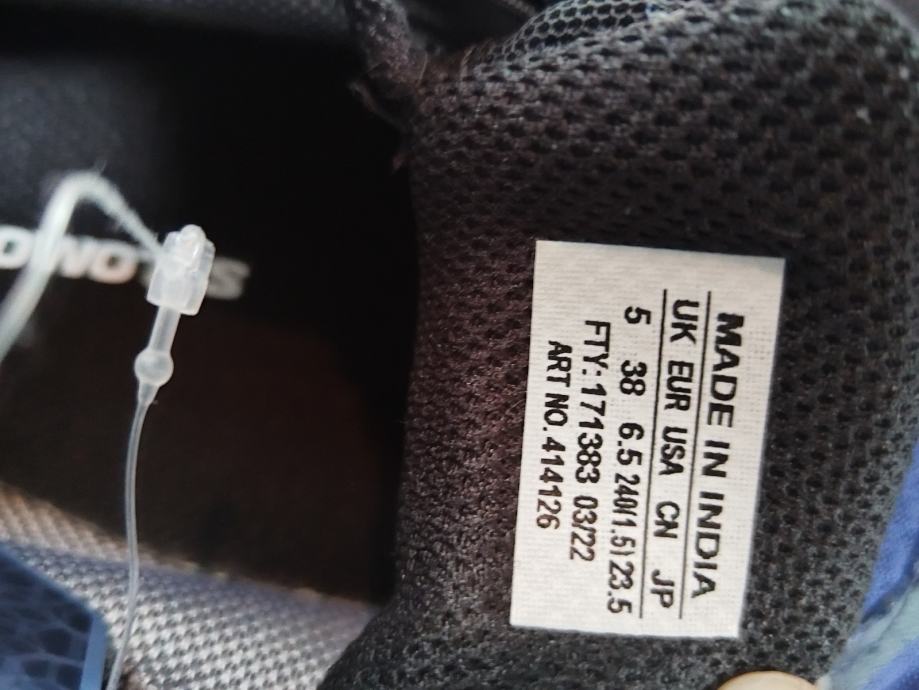 MADE IN INDIA
UK EUR USA CN JP
5 38 6.5 240(1.5) 23.5
FTY: 171383 03/22
ART NO. 414126